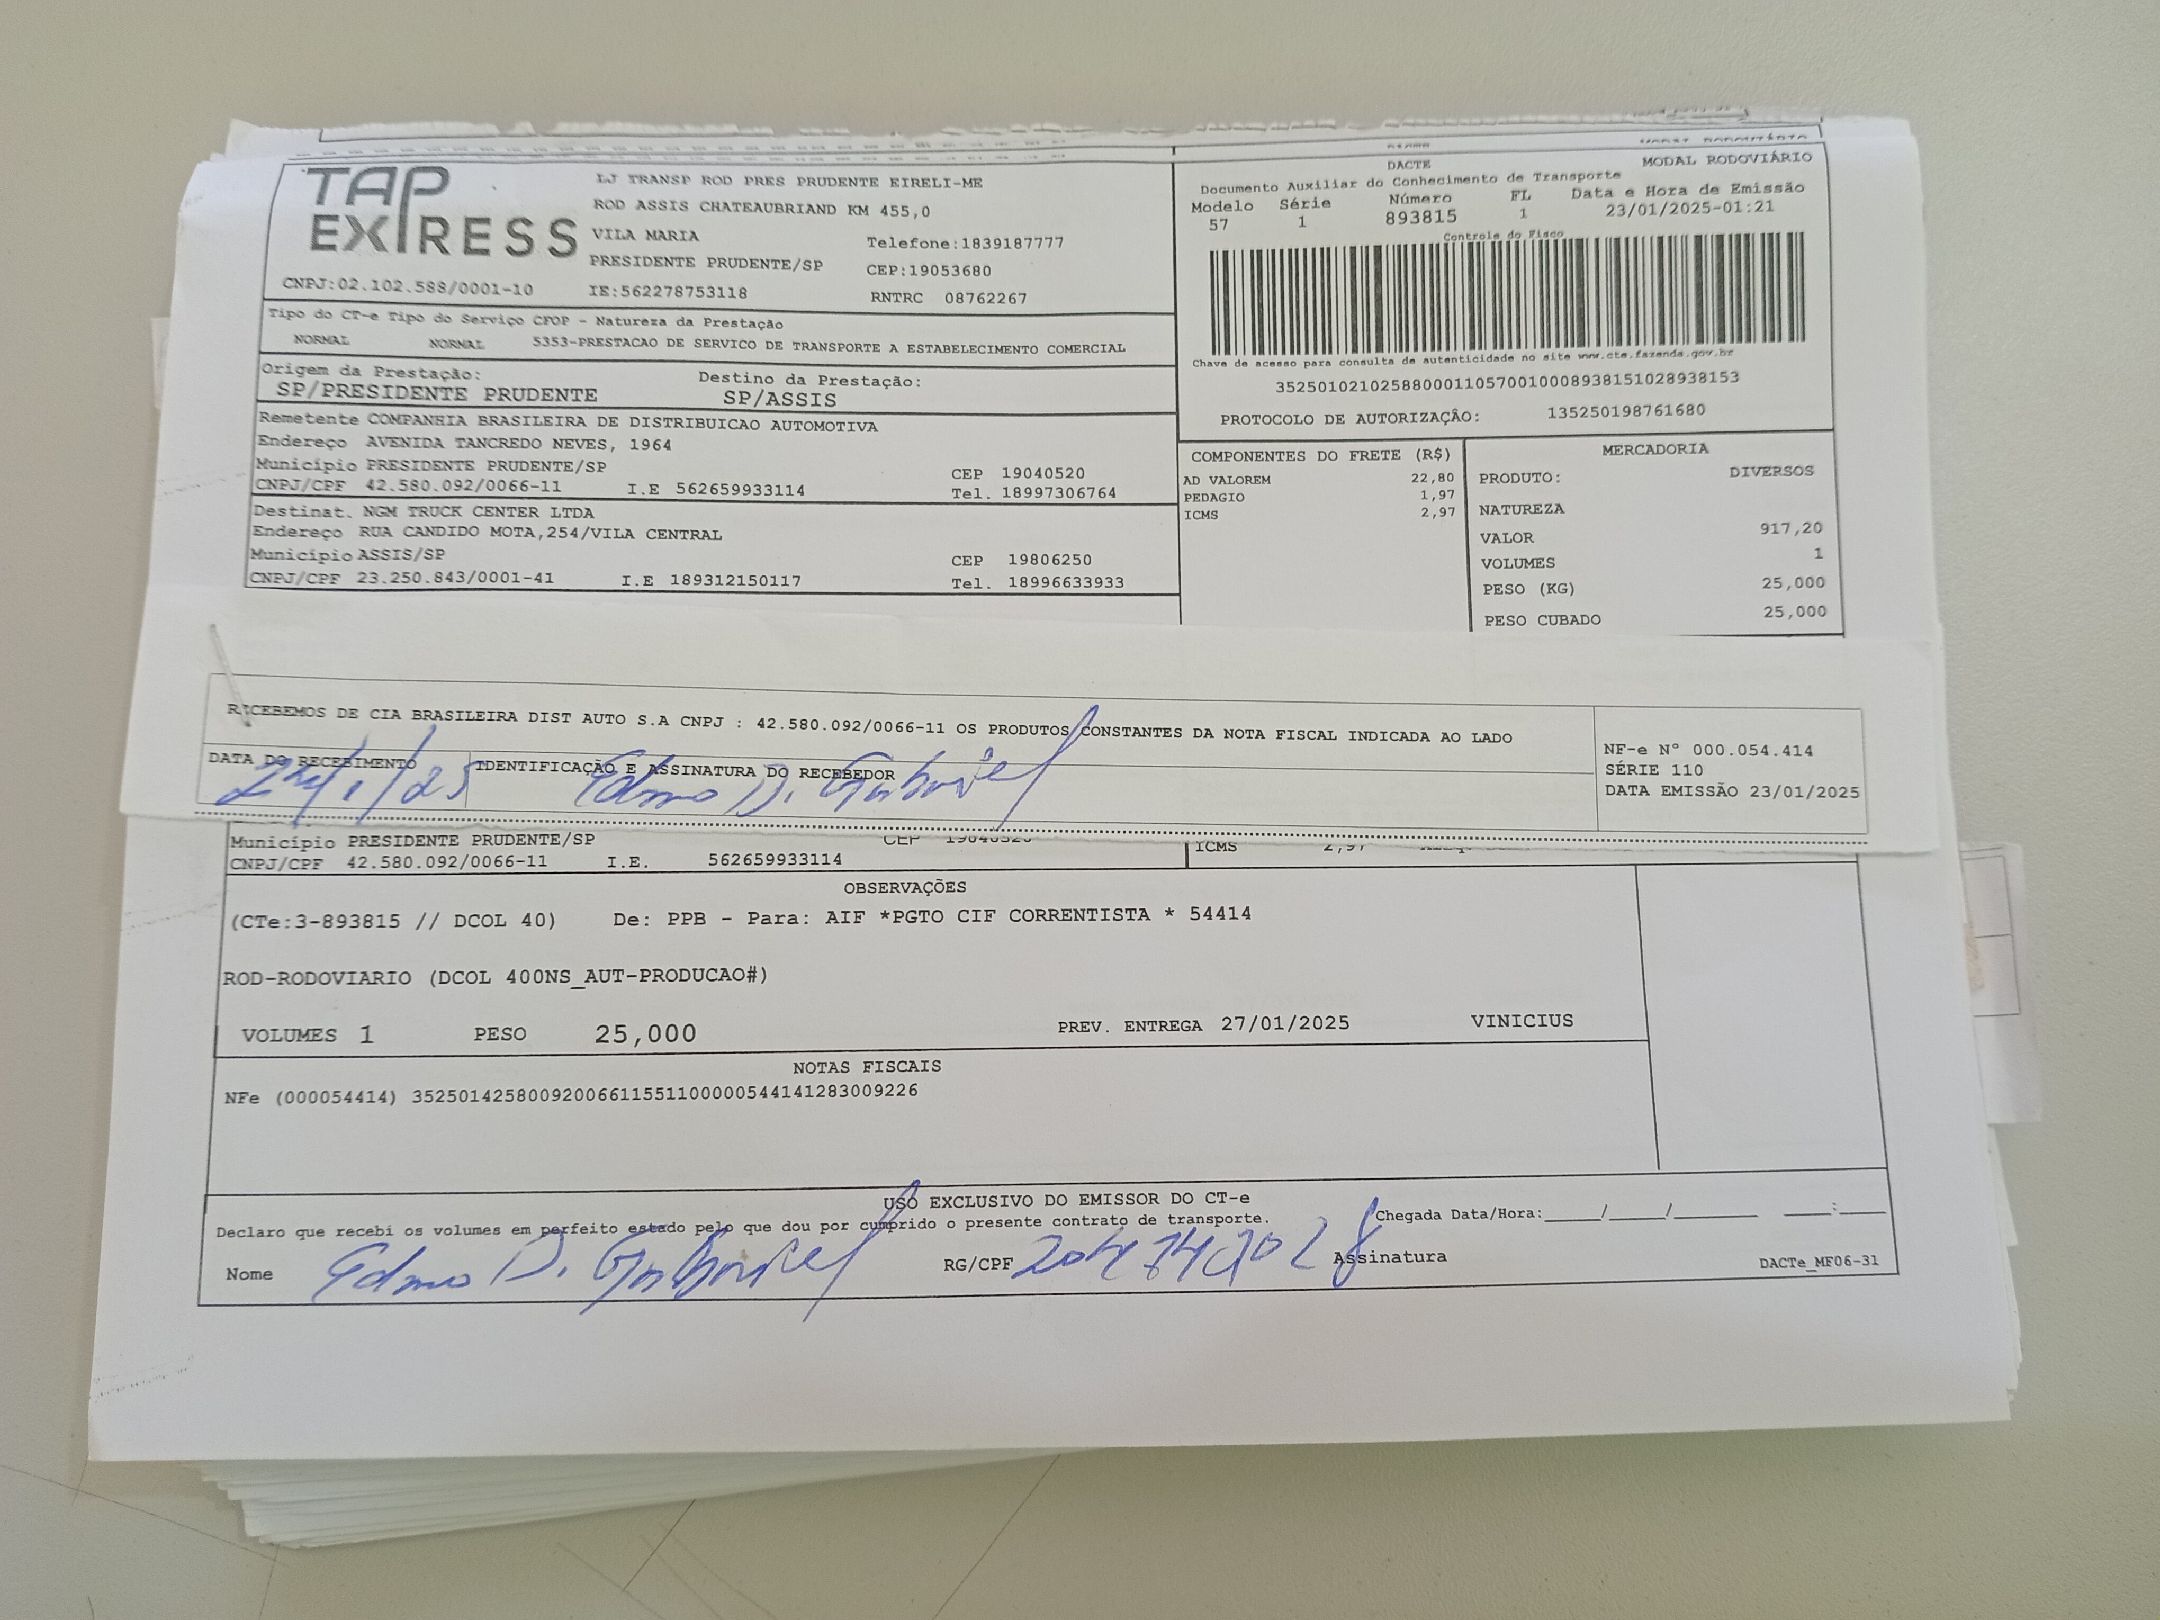 TAP EXPRESS
LJ TRANSP ROD PRES PRUDENTE EIRELI-ME
ROD ASSIS CHATEAUBRIAND KM 455,0
VILA MARIA
Telefone:1839187777
PRESIDENTE PRUDENTE/SP
CEP:19053680
CNPJ:02.102.588/0001-10
IE:562278753118
RNTRC 08762267
DACTE
MODAL RODOVIÁRIO
Documento Auxiliar do Conhecimento de Transporte
Modelo Série Número FL Data e Hora de Emissão
57 1 893815 1 23/01/2025-01:21
Controle do Fisco
Chave de acesso para consulta de autenticidade no site www.cte.fazenda.gov.br
35250102102588000110570010008938151028938153
PROTOCOLO DE AUTORIZAÇÃO: 135250198761680
Tipo do CT-e Tipo do Serviço CFOP - Natureza da Prestação
NORMAL NORMAL 5353-PRESTACAO DE SERVICO DE TRANSPORTE A ESTABELECIMENTO COMERCIAL
Origem da Prestação: Destino da Prestação:
SP/PRESIDENTE PRUDENTE SP/ASSIS
Remetente COMPANHIA BRASILEIRA DE DISTRIBUICAO AUTOMOTIVA
Endereço AVENIDA TANCREDO NEVES, 1964
Município PRESIDENTE PRUDENTE/SP CEP 19040520
CNPJ/CPF 42.580.092/0066-11 I.E 562659933114 Tel. 18997306764
Destinat. NGM TRUCK CENTER LTDA
Endereço RUA CANDIDO MOTA,254/VILA CENTRAL
Município ASSIS/SP CEP 19806250
CNPJ/CPF 23.250.843/0001-41 I.E 189312150117 Tel. 18996633933
COMPONENTES DO FRETE (R$)
AD VALOREM 22,80
PEDAGIO 1,97
ICMS 2,97
MERCADORIA
PRODUTO: DIVERSOS
NATUREZA
VALOR 917,20
VOLUMES 1
PESO (KG) 25,000
PESO CUBADO 25,000
RECEBEMOS DE CIA BRASILEIRA DIST AUTO S.A CNPJ : 42.580.092/0066-11 OS PRODUTOS CONSTANTES DA NOTA FISCAL INDICADA AO LADO
DATA DO RECEBIMENTO IDENTIFICAÇÃO E ASSINATURA DO RECEBEDOR
24/1/25 Edmo D. Gabriel
NF-e Nº 000.054.414
SÉRIE 110
DATA EMISSÃO 23/01/2025
Município PRESIDENTE PRUDENTE/SP CEP 19040520
CNPJ/CPF 42.580.092/0066-11 I.E. 562659933114
ICMS 2,97
OBSERVAÇÕES
(CTe:3-893815 // DCOL 40) De: PPB - Para: AIF *PGTO CIF CORRENTISTA * 54414
ROD-RODOVIARIO (DCOL 400NS_AUT-PRODUCAO#)
VOLUMES 1 PESO 25,000 PREV. ENTREGA 27/01/2025 VINICIUS
NOTAS FISCAIS
NFe (000054414) 35250142580092006611551100000544141283009226
USO EXCLUSIVO DO EMISSOR DO CT-e
Declaro que recebi os volumes em perfeito estado pelo que dou por cumprido o presente contrato de transporte.
Chegada Data/Hora:_____/_____/_______ ____:____
Nome Edmo D. Gabriel RG/CPF Assinatura
DACTe_MF06-31